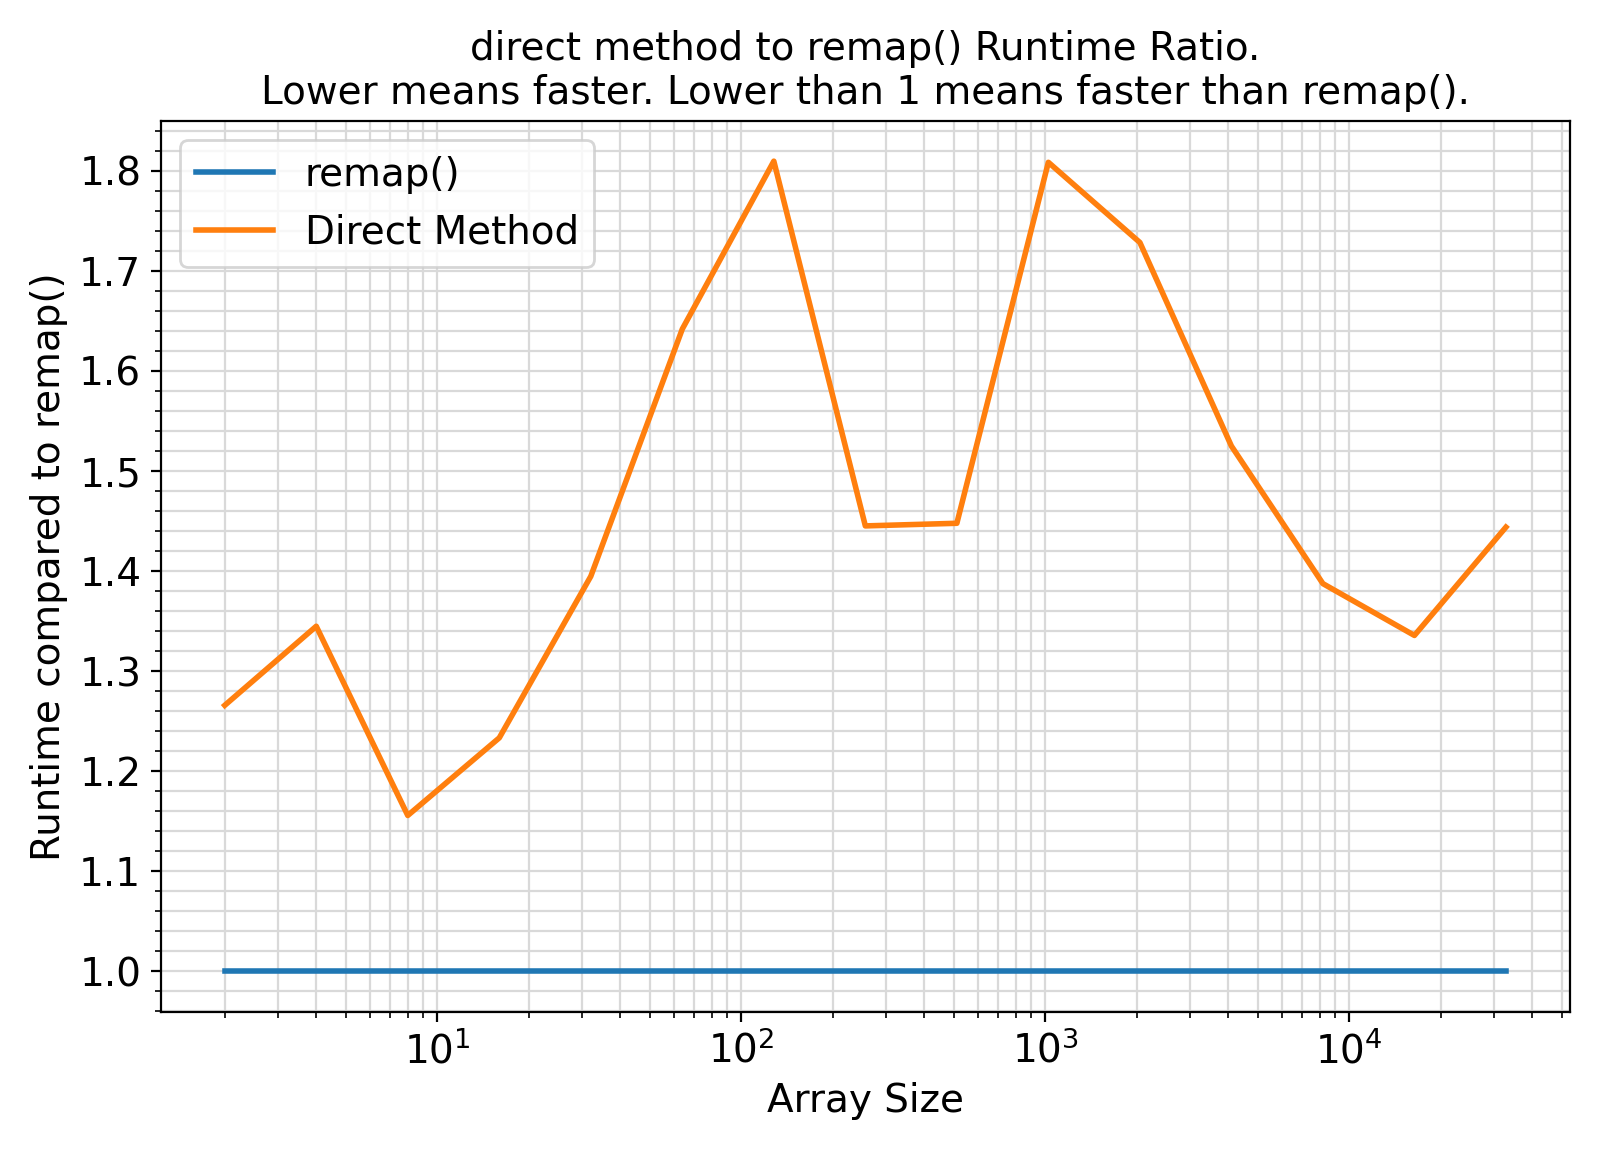 direct method to remap() Runtime Ratio.
Lower means faster. Lower than 1 means faster than remap().
remap()
Direct Method
Runtime compared to remap()
1.8
1.7
1.6
1.5
1.4
1.3
1.2
1.1
1.0
10¹ 10² 10³ 10⁴
Array Size